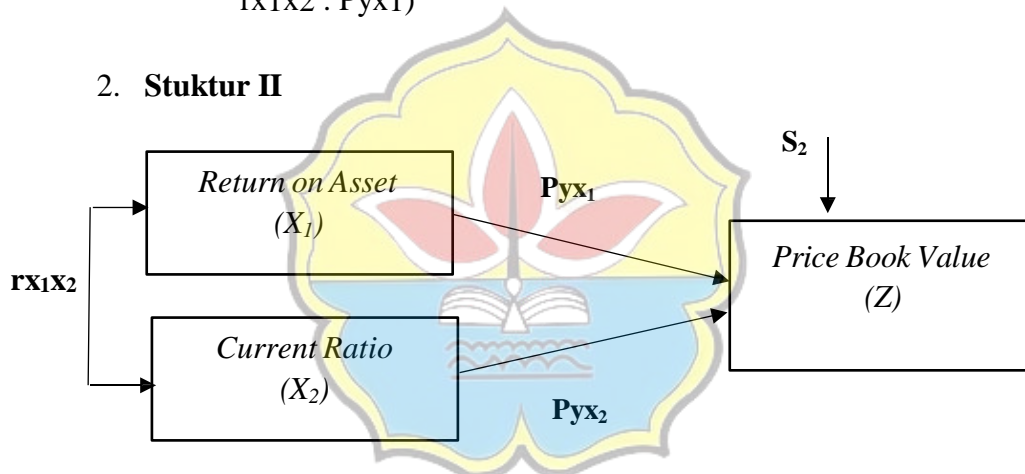 rx1x2 . Pyx1)
2. Stuktur II
S₂
Return on Asset
(X₁)
Pyx₁
Price Book Value
(Z)
rx₁x₂
Current Ratio
(X₂)
Pyx₂